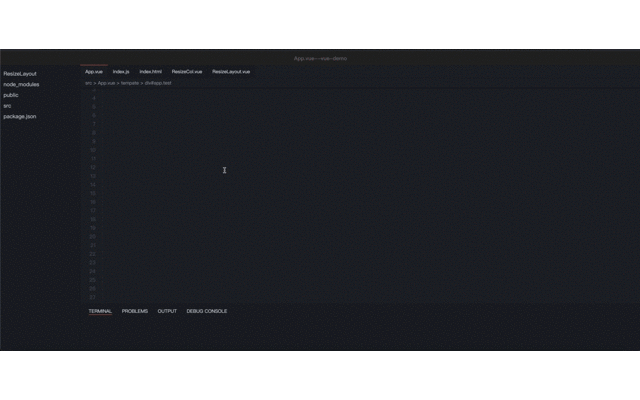 App.vue---vue-demo
ResizeLayout
node_modules
public
src
package.json
App.vue index.js index.html ResizeCol.vue ResizeLayout.vue
src > App.vue > tempate > div#app.test
4
5
6
7
8
9
10
11
12
13
14
15
16
17
18
19
20
21
22
23
24
25
26
27
TERMINAL PROBLEMS OUTPUT DEBUG CONSOLE